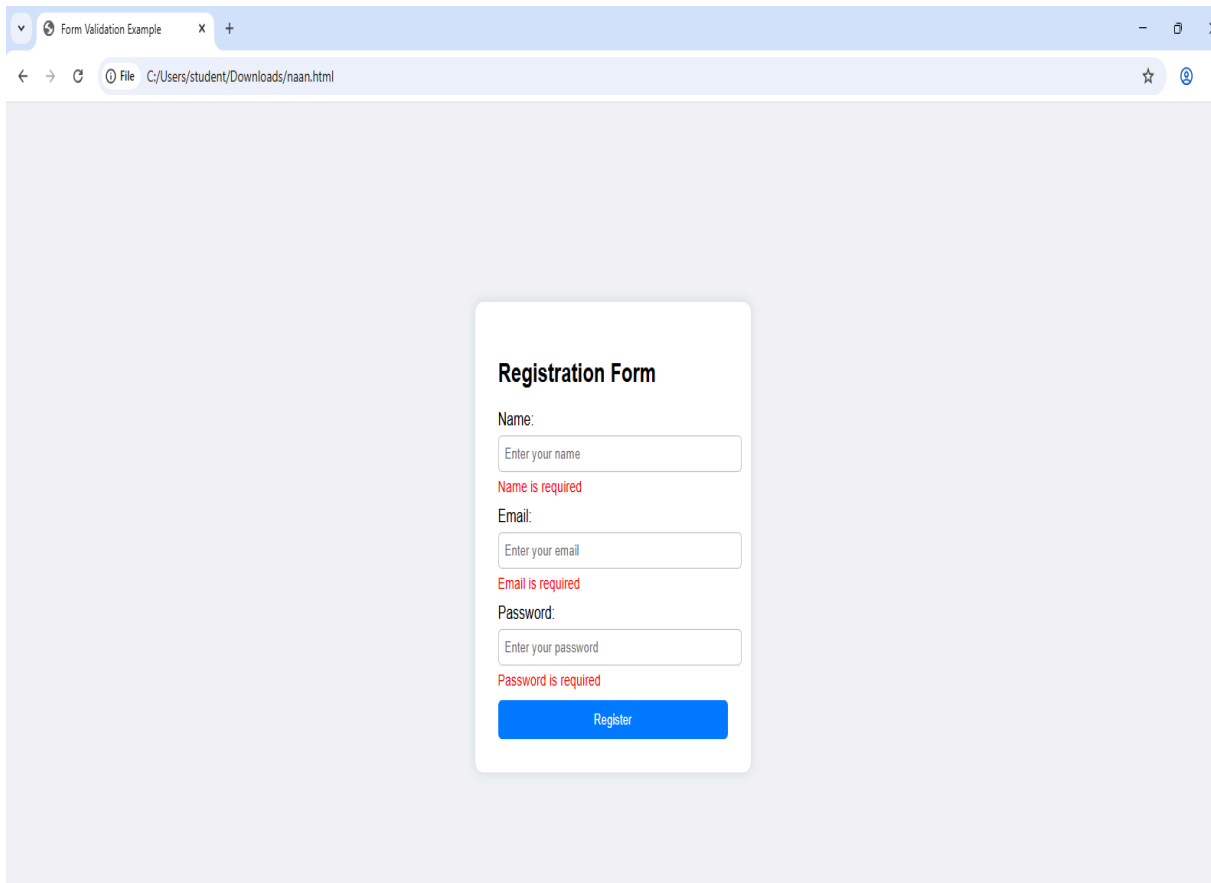 Form Validation Example
File C:/Users/student/Downloads/naan.html
Registration Form
Name:
Enter your name
Name is required
Email:
Enter your email
Email is required
Password:
Enter your password
Password is required
Register